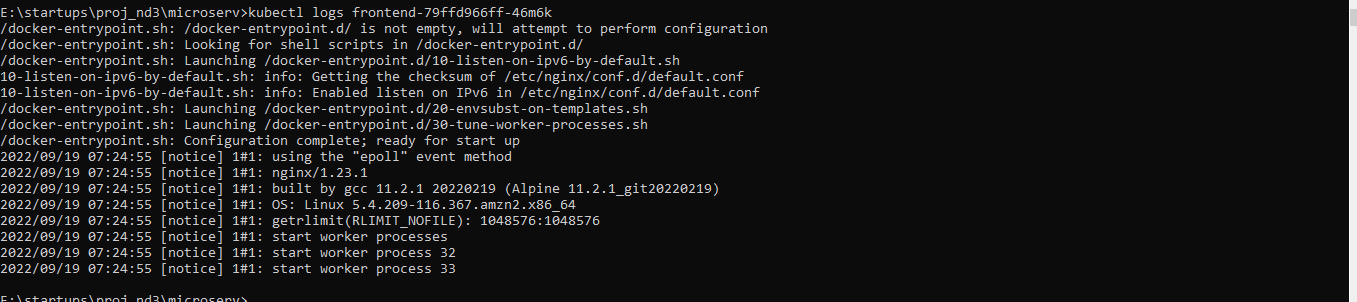 E:\startups\proj_nd3\microserv>kubectl logs frontend-79ffd966ff-46m6k
/docker-entrypoint.sh: /docker-entrypoint.d/ is not empty, will attempt to perform configuration
/docker-entrypoint.sh: Looking for shell scripts in /docker-entrypoint.d/
/docker-entrypoint.sh: Launching /docker-entrypoint.d/10-listen-on-ipv6-by-default.sh
10-listen-on-ipv6-by-default.sh: info: Getting the checksum of /etc/nginx/conf.d/default.conf
10-listen-on-ipv6-by-default.sh: info: Enabled listen on IPv6 in /etc/nginx/conf.d/default.conf
/docker-entrypoint.sh: Launching /docker-entrypoint.d/20-envsubst-on-templates.sh
/docker-entrypoint.sh: Launching /docker-entrypoint.d/30-tune-worker-processes.sh
/docker-entrypoint.sh: Configuration complete; ready for start up
2022/09/19 07:24:55 [notice] 1#1: using the "epoll" event method
2022/09/19 07:24:55 [notice] 1#1: nginx/1.23.1
2022/09/19 07:24:55 [notice] 1#1: built by gcc 11.2.1 20220219 (Alpine 11.2.1_git20220219)
2022/09/19 07:24:55 [notice] 1#1: OS: Linux 5.4.209-116.367.amzn2.x86_64
2022/09/19 07:24:55 [notice] 1#1: getrlimit(RLIMIT_NOFILE): 1048576:1048576
2022/09/19 07:24:55 [notice] 1#1: start worker processes
2022/09/19 07:24:55 [notice] 1#1: start worker process 32
2022/09/19 07:24:55 [notice] 1#1: start worker process 33
E:\startups\proj_nd3\microserv>